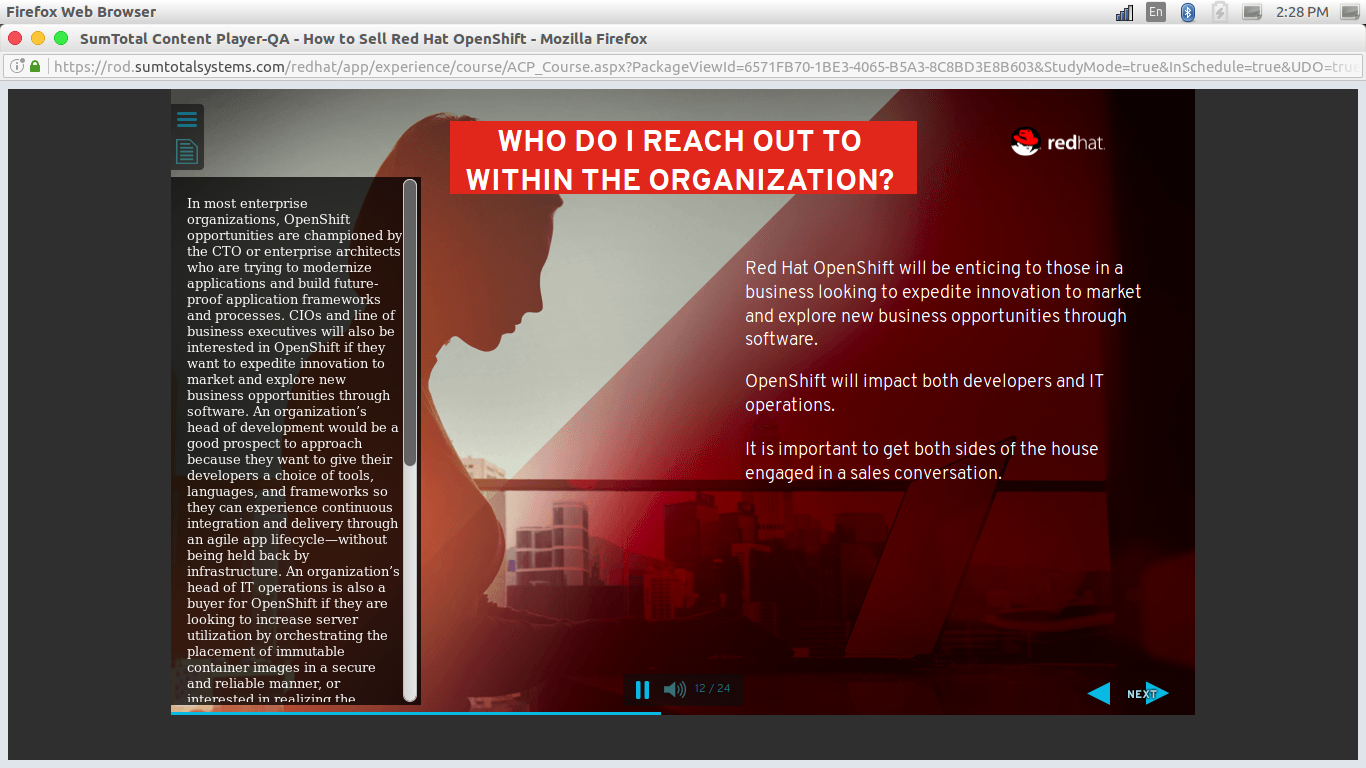 Firefox Web Browser
En
2:28 PM
SumTotal Content Player-QA - How to Sell Red Hat OpenShift - Mozilla Firefox
https://rod.sumtotalsystems.com/redhat/app/experience/course/ACP_Course.aspx?PackageViewId=6571FB70-1BE3-4065-B5A3-8C8BD3E8B603&StudyMode=true&InSchedule=true&UDO=true
WHO DO I REACH OUT TO
WITHIN THE ORGANIZATION?
redhat.
In most enterprise
organizations, OpenShift
opportunities are championed by
the CTO or enterprise architects
who are trying to modernize
applications and build future-
proof application frameworks
and processes. CIOs and line of
business executives will also be
interested in OpenShift if they
want to expedite innovation to
market and explore new
business opportunities through
software. An organization’s
head of development would be a
good prospect to approach
because they want to give their
developers a choice of tools,
languages, and frameworks so
they can experience continuous
integration and delivery through
an agile app lifecycle—without
being held back by
infrastructure. An organization’s
head of IT operations is also a
buyer for OpenShift if they are
looking to increase server
utilization by orchestrating the
placement of immutable
container images in a secure
and reliable manner, or
interested in realizing the
Red Hat OpenShift will be enticing to those in a
business looking to expedite innovation to market
and explore new business opportunities through
software.
OpenShift will impact both developers and IT
operations.
It is important to get both sides of the house
engaged in a sales conversation.
12 / 24
NEXT